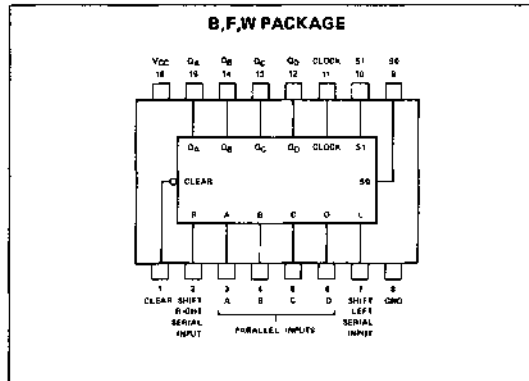 B,F,W PACKAGE
VCC QA QB QC QD CLOCK S1 S0
16 15 14 13 12 11 10 9
QA QB QC QD CLOCK S1
CLEAR S0
R A B C D L
1 2 3 4 5 6 7 8
CLEAR SHIFT RIGHT SERIAL INPUT A B C D SHIFT LEFT SERIAL INPUT GND
PARALLEL INPUTS